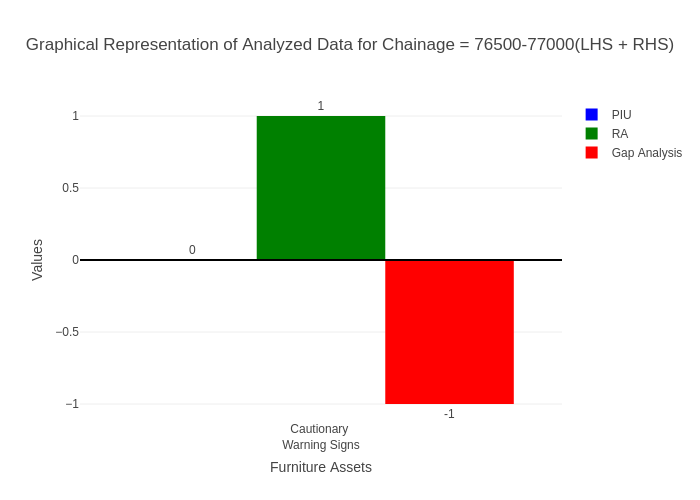 Graphical Representation of Analyzed Data for Chainage = 76500-77000(LHS + RHS)
PIU
RA
Gap Analysis
Values
1
0.5
0
−0.5
−1
0
1
-1
Cautionary
Warning Signs
Furniture Assets